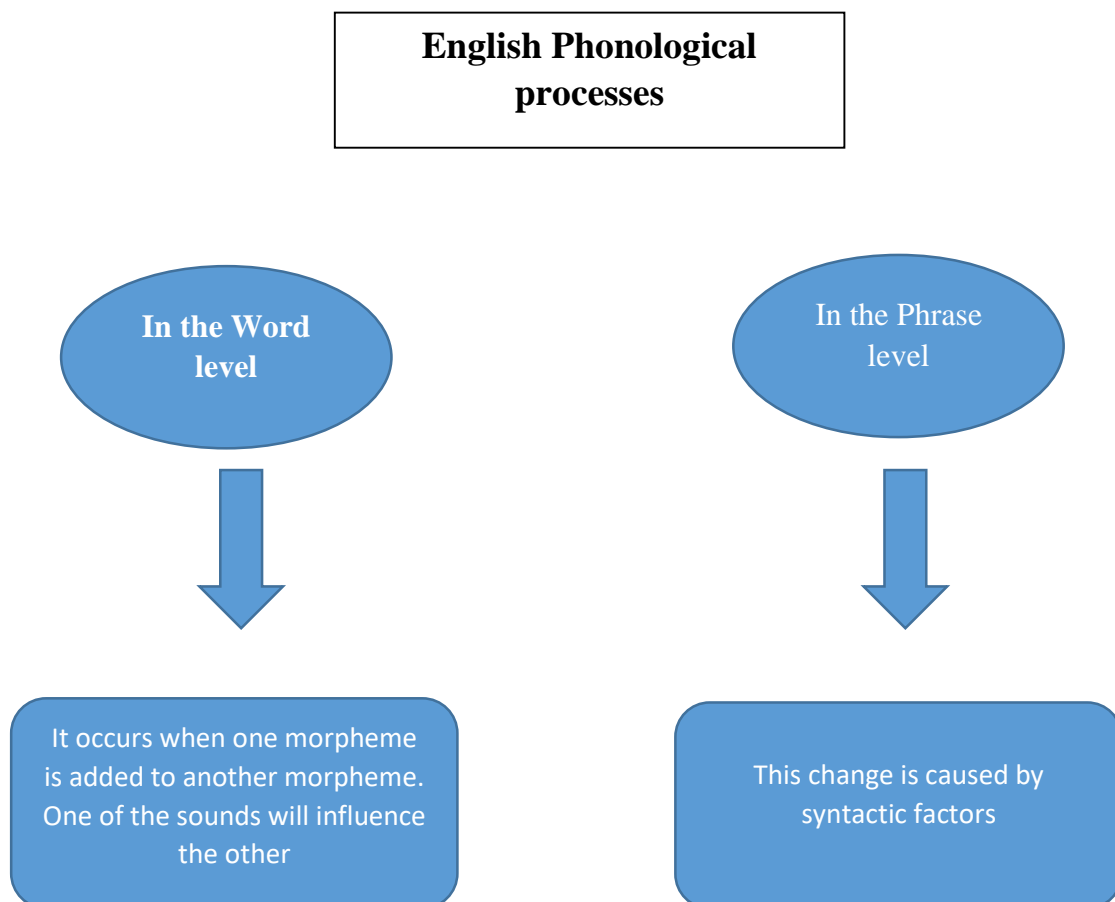 English Phonological
processes
In the Word
level
In the Phrase
level
It occurs when one morpheme
is added to another morpheme.
One of the sounds will influence
the other
This change is caused by
syntactic factors